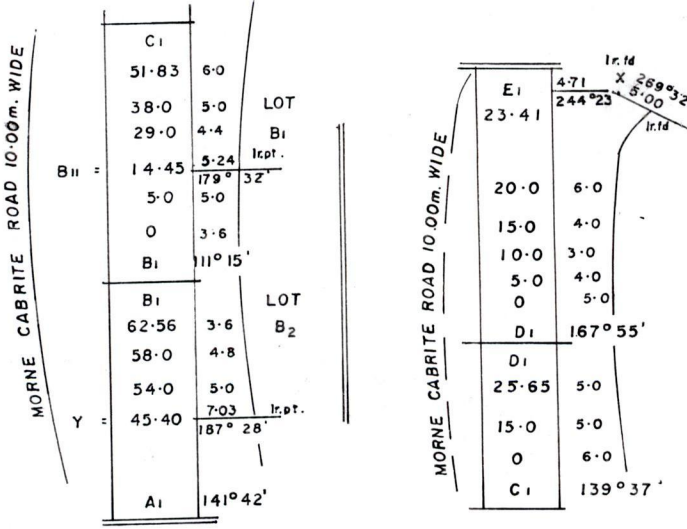 MORNE CABRITE ROAD 10.00m. WIDE
C1
51.83 6.0
38.0 5.0 LOT
29.0 4.4 B1
B11 = 14.45 5.24 Ir.pt.
179° 32'
5.0 5.0
0 3.6
B1 111° 15'
B1 LOT
62.56 3.6 B2
58.0 4.8
54.0 5.0
Y = 45.40 7.03 Ir.pt.
187° 28'
A1 141° 42'
MORNE CABRITE ROAD 10.00m. WIDE
Ir. fd
E1 4.71 X 269° 32
23.41 244° 23' 5.00
Ir.fd
20.0 6.0
15.0 4.0
10.0 3.0
5.0 4.0
0 5.0
D1 167° 55'
D1
25.65 5.0
15.0 5.0
0 6.0
C1 139° 37'